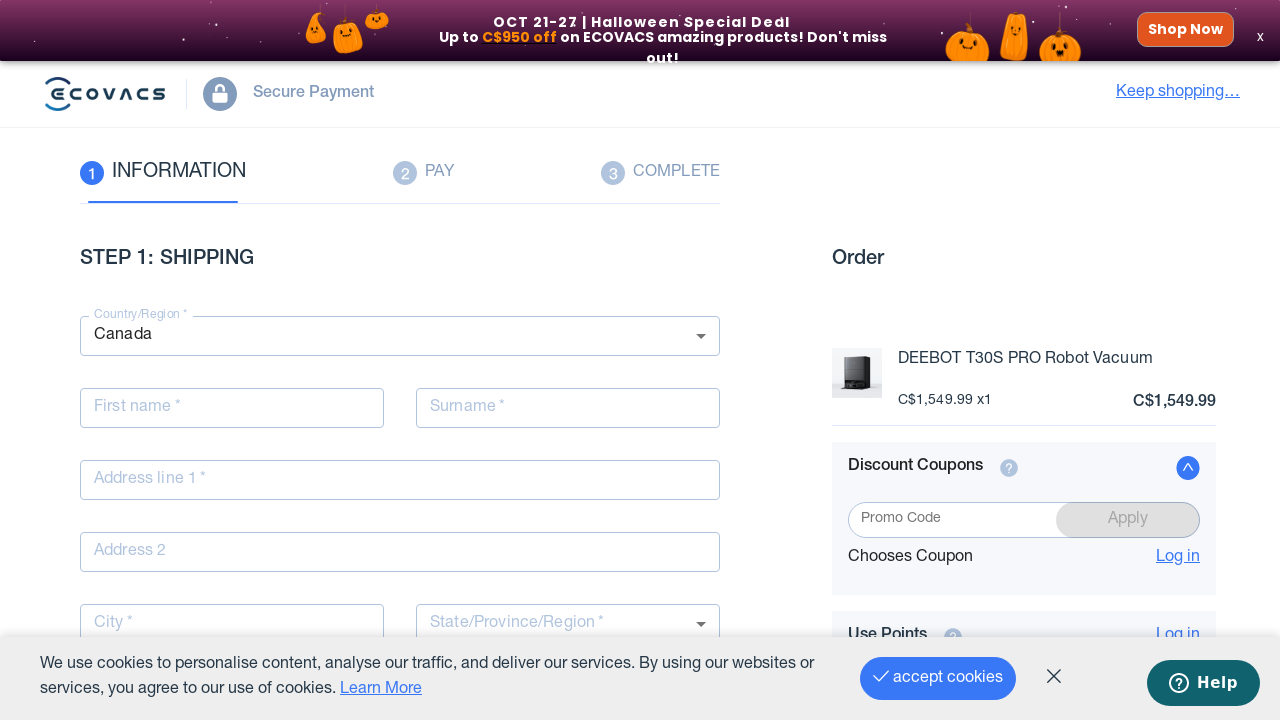 OCT 21-27 | Halloween Special Deal
Up to C$950 off on ECOVACS amazing products! Don't miss
out!
Shop Now
x
ECOVACS
Secure Payment
Keep shopping…
1 INFORMATION
2 PAY
3 COMPLETE
STEP 1: SHIPPING
Order
Country/Region *
Canada
DEEBOT T30S PRO Robot Vacuum
C$1,549.99 x1
C$1,549.99
First name *
Surname *
Address line 1 *
Discount Coupons ?
Promo Code
Apply
Address 2
Chooses Coupon
Log in
City *
State/Province/Region *
Use Points ?
Log in
We use cookies to personalise content, analyse our traffic, and deliver our services. By using our websites or
services, you agree to our use of cookies. Learn More
accept cookies
Help